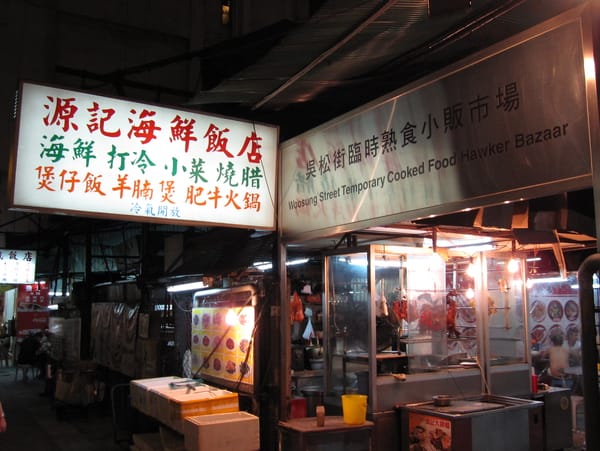 源記海鮮飯店
海鮮 打冷 小菜 燒腊
煲仔飯 羊腩煲 肥牛火鍋
冷氣開放
吳松街臨時熟食小販市場
Woosung Street Temporary Cooked Food Hawker Bazaar